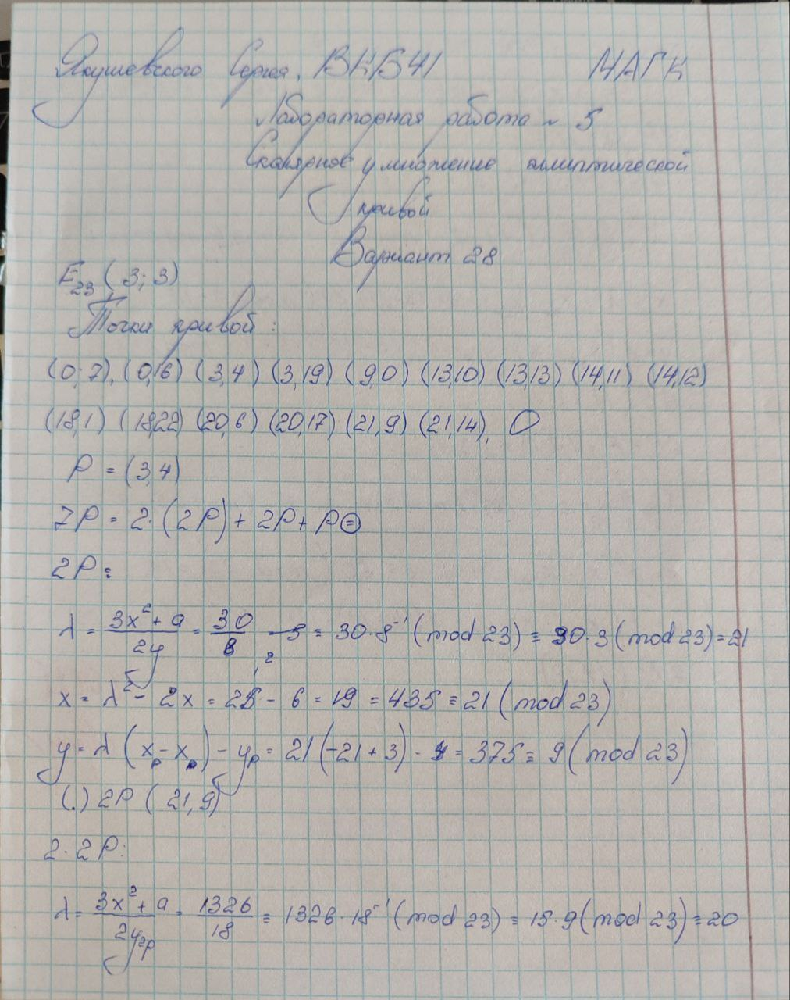 Якушевского Сергея. ВКБ41 МАГК
Лабораторная работа ~ 5
Скалярное умножение эллиптической
кривой
Вариант 28
E₂₃(3; 3)
Точки кривой:
(0, 7), (0,16) (3,4) (3,19) (9,0) (13,10) (13,13) (14,11) (14,12)
(18,1) (18,22) (20,6) (20,17) (21,9) (21,14), O
P = (3,4)
7P = 2·(2P) + 2P + P ⊜
2P:
λ = (3x² + a)/(2y) = 30/8 ≡ 30·8⁻¹ (mod 23) ≡ 30·3 (mod 23) = 21
x = λ² - 2x = 21² - 6 = 435 ≡ 21 (mod 23)
y = λ (xₚ - xₚ) - yₚ = 21(-21 + 3) - 4 = 375 ≡ 9 (mod 23)
(.) 2P (21,9)
2·2P:
λ = (3x² + a)/(2y₂ₚ) = 1326/18 ≡ 1326·18⁻¹ (mod 23) ≡ 15·9 (mod 23) ≡ 20